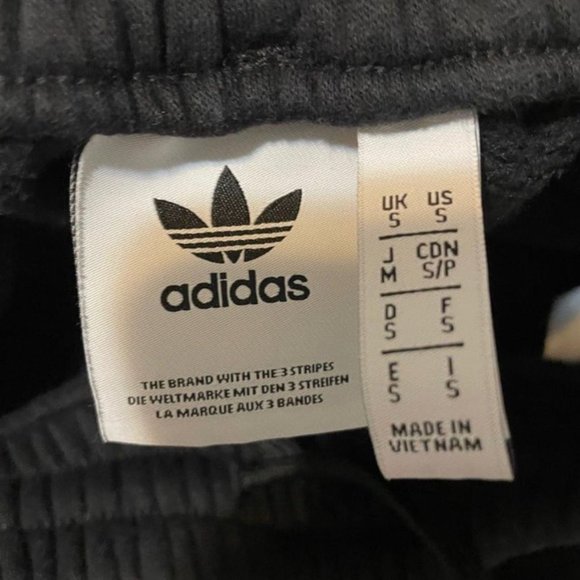 adidas
THE BRAND WITH THE 3 STRIPES
DIE WELTMARKE MIT DEN 3 STREIFEN
LA MARQUE AUX 3 BANDES
UK US
S S
J CDN
M S/P
D F
S S
E I
S S
MADE IN
VIETNAM